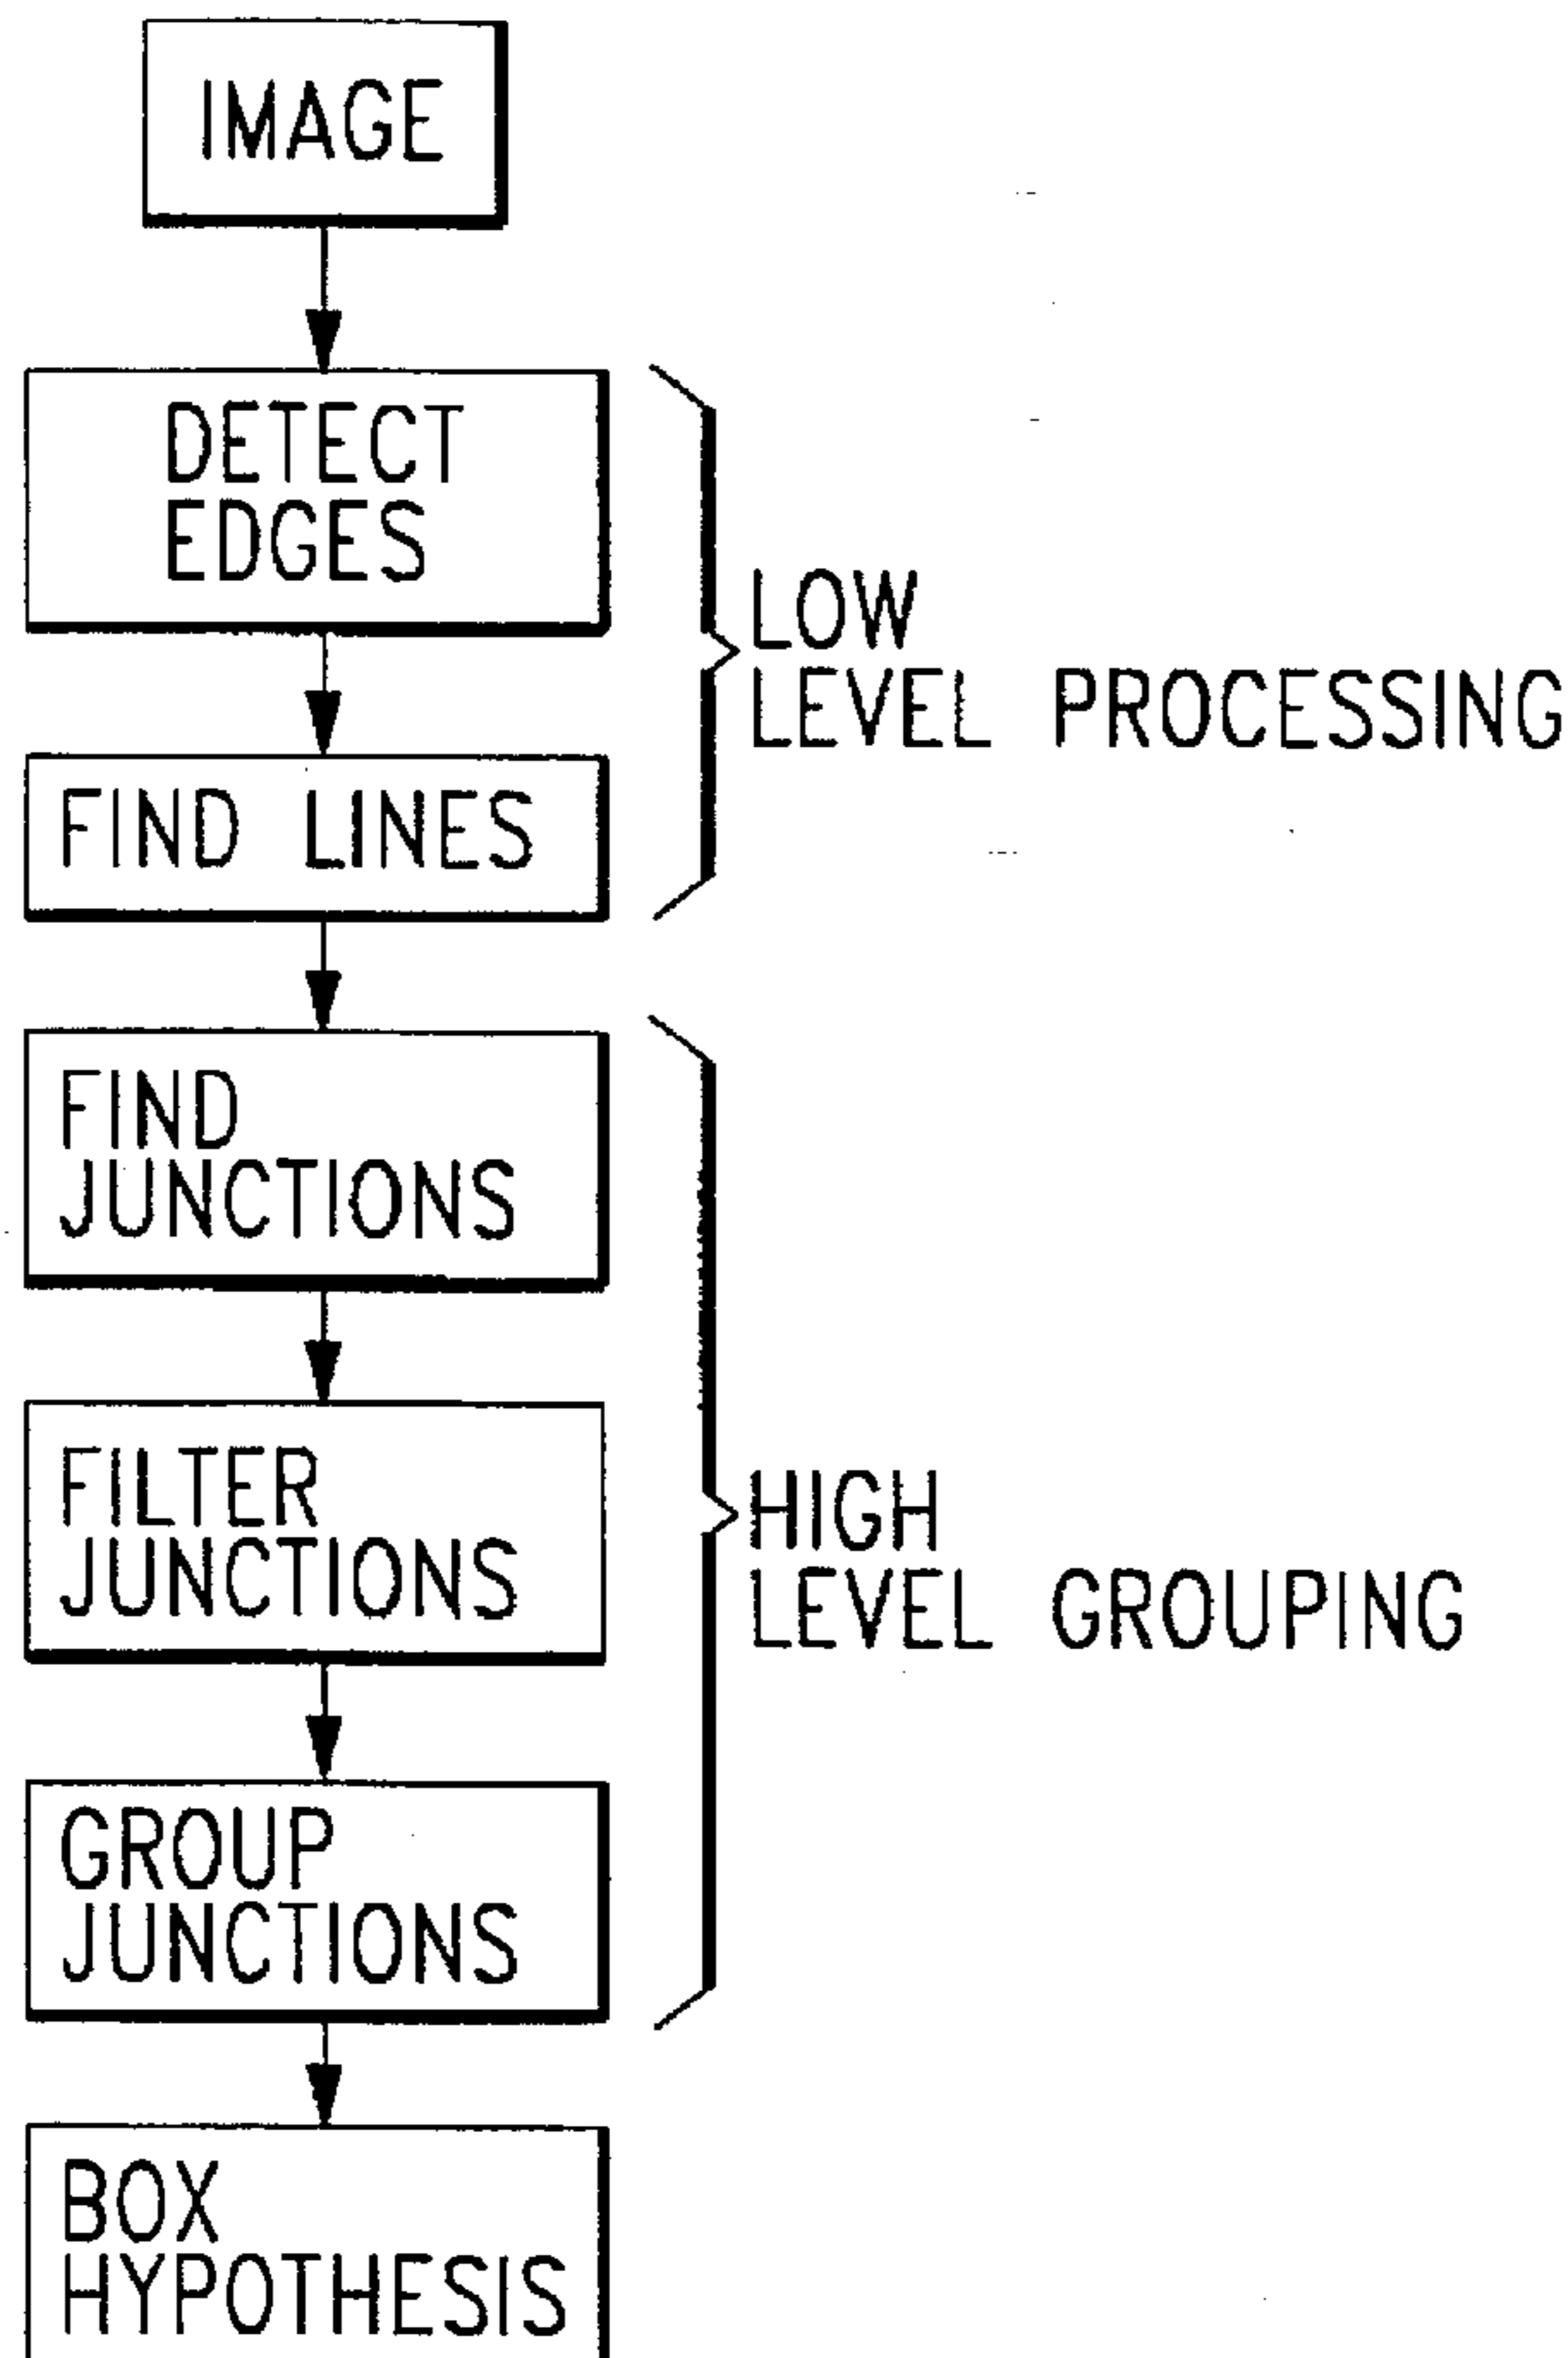 IMAGE
DETECT
EDGES
LOW
LEVEL PROCESSING
FIND LINES
FIND
JUNCTIONS
FILTER
JUNCTIONS
HIGH
LEVEL GROUPING
GROUP
JUNCTIONS
BOX
HYPOTHESIS